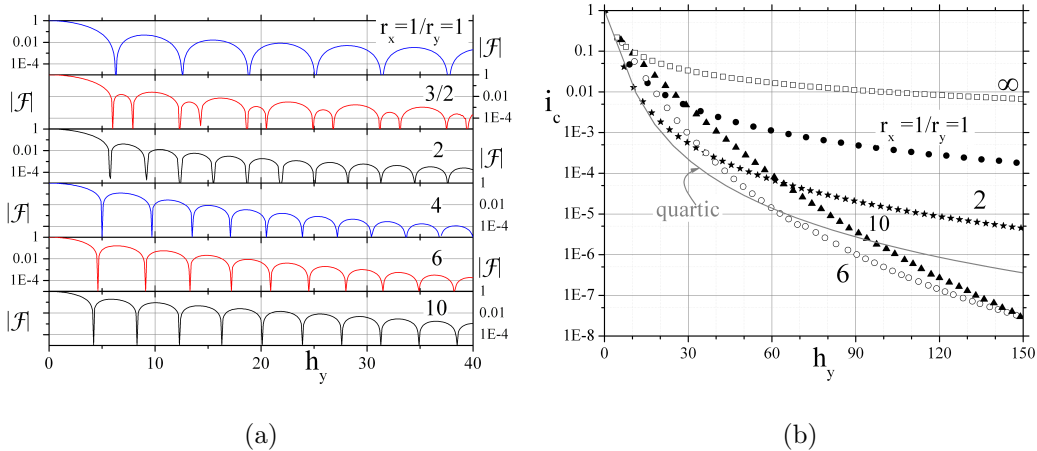 1
0.01
1E-4
r_x=1/r_y=1
|ℱ|
1
|ℱ|
3/2
0.01
1E-4
1
0.01
1E-4
2
|ℱ|
1
|ℱ|
4
0.01
1E-4
1
0.01
1E-4
6
|ℱ|
1
|ℱ|
10
0.01
1E-4
0 10 20 30 40
h_y
(a)
1
0.1
0.01
1E-3
1E-4
1E-5
1E-6
1E-7
1E-8
i_c
∞
r_x=1/r_y=1
2
quartic
10
6
0 30 60 90 120 150
h_y
(b)